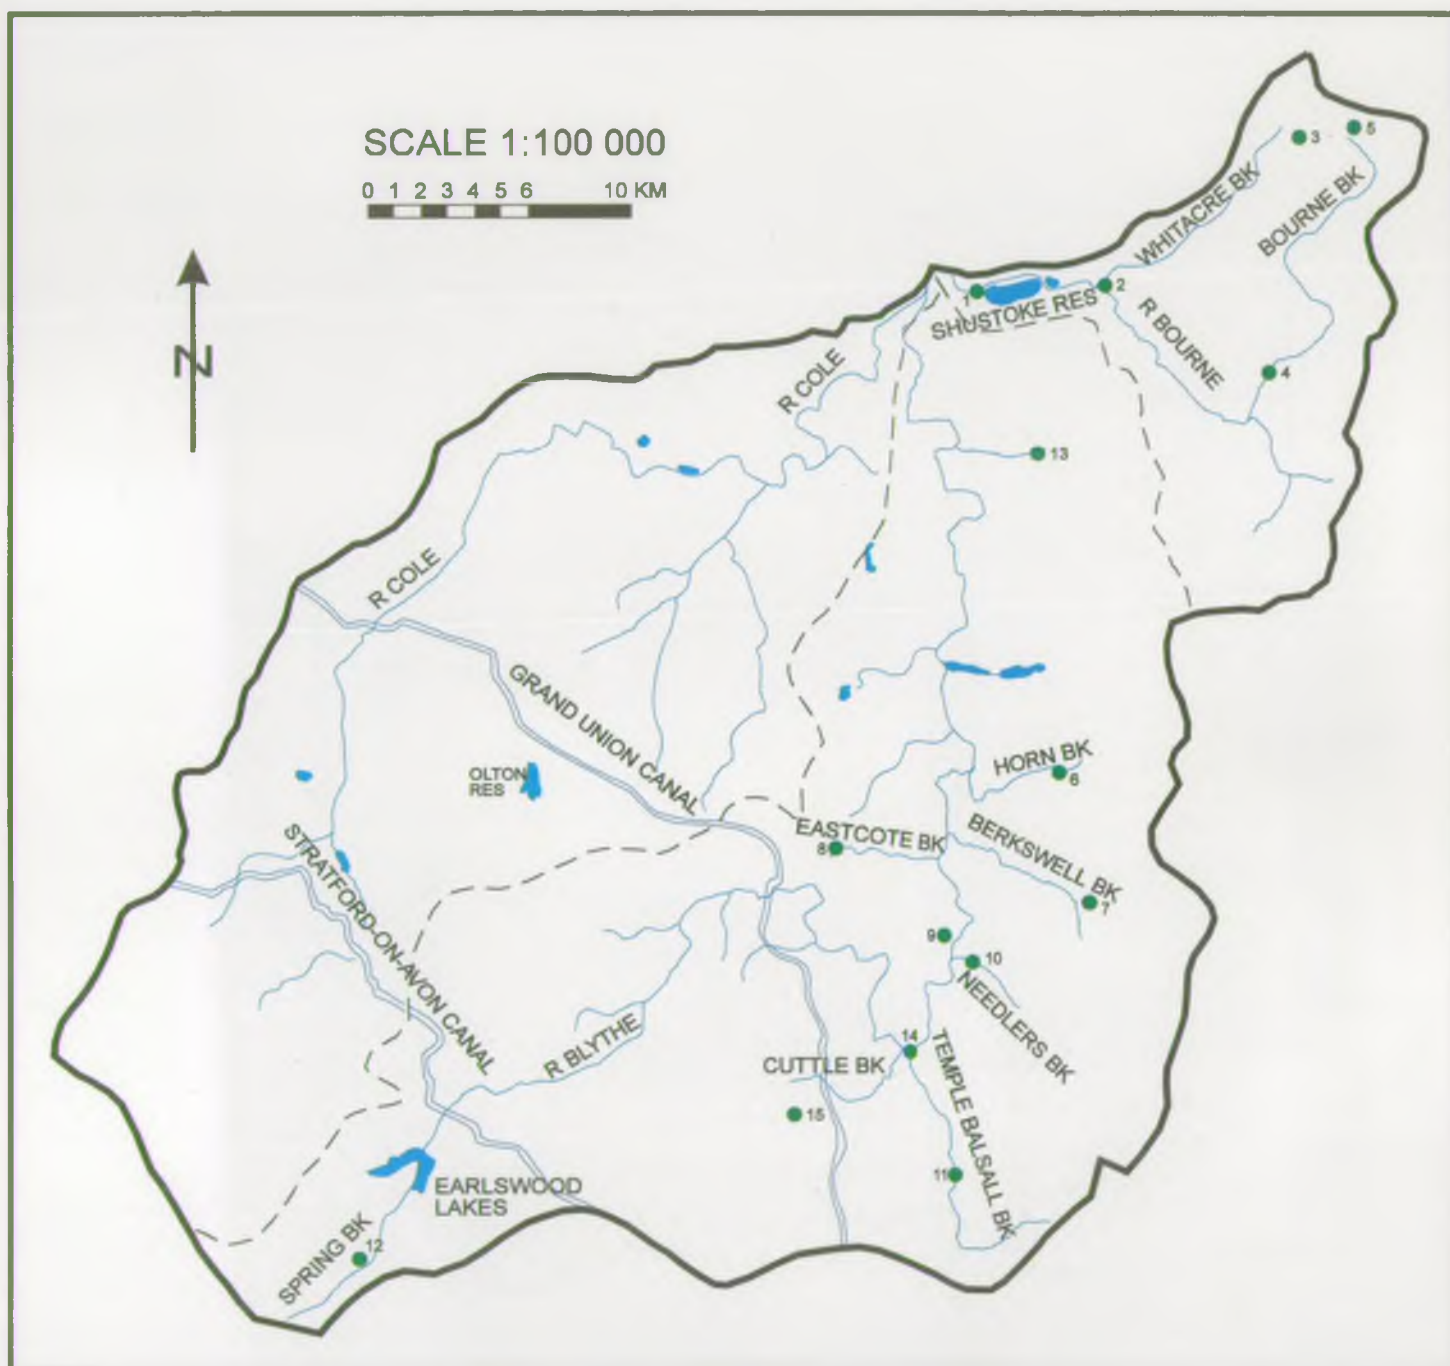 SCALE 1:100 000
0 1 2 3 4 5 6 10 KM
N
3
5
WHITACRE BK
BOURNE BK
1
2
SHUSTOKE RES
R BOURNE
R COLE
4
13
R COLE
GRAND UNION CANAL
OLTON
RES
HORN BK
6
STRATFORD-ON-AVON CANAL
EASTCOTE BK
8
BERKSWELL BK
7
9
10
NEEDLERS BK
R BLYTHE
14
CUTTLE BK
TEMPLE BALSALL BK
15
11
EARLSWOOD
LAKES
SPRING BK
12